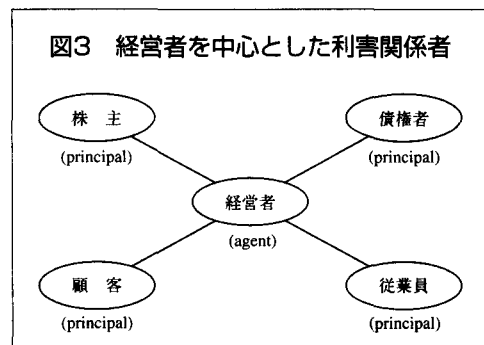 図3 経営者を中心とした利害関係者
株 主
(principal)
債権者
(principal)
経営者
(agent)
顧 客
(principal)
従業員
(principal)